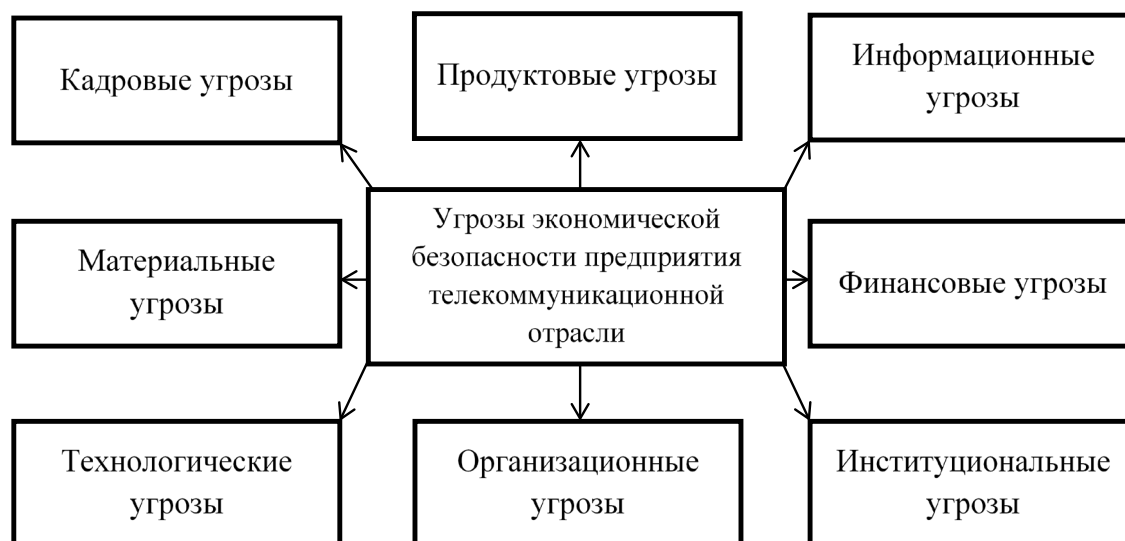 Кадровые угрозы
Продуктовые угрозы
Информационные
угрозы
Угрозы экономической
безопасности предприятия
телекоммуникационной
отрасли
Материальные
угрозы
Финансовые угрозы
Технологические
угрозы
Организационные
угрозы
Институциональные
угрозы